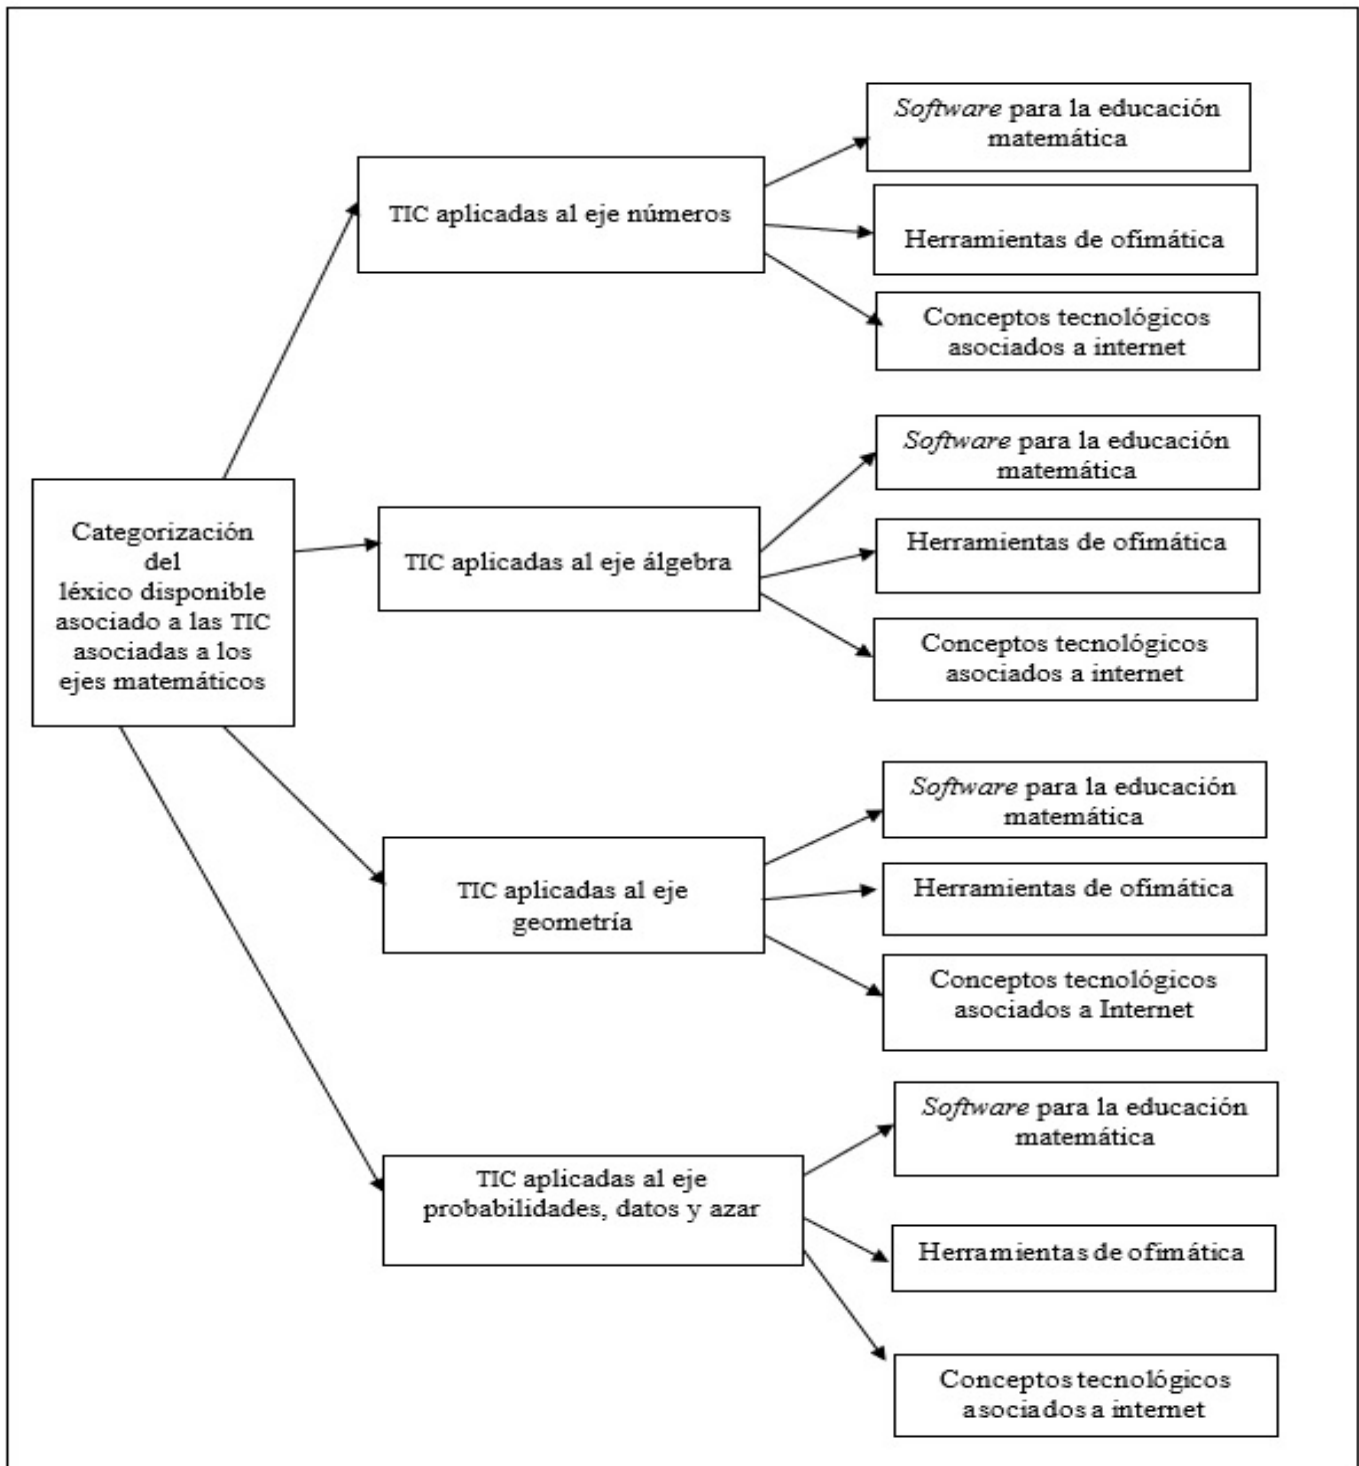 Categorización
del
léxico disponible
asociado a las TIC
asociadas a los
ejes matemáticos
TIC aplicadas al eje números
Software para la educación
matemática
Herramientas de ofimática
Conceptos tecnológicos
asociados a internet
TIC aplicadas al eje álgebra
Software para la educación
matemática
Herramientas de ofimática
Conceptos tecnológicos
asociados a internet
TIC aplicadas al eje
geometría
Software para la educación
matemática
Herramientas de ofimática
Conceptos tecnológicos
asociados a Internet
TIC aplicadas al eje
probabilidades, datos y azar
Software para la educación
matemática
Herramientas de ofimática
Conceptos tecnológicos
asociados a internet